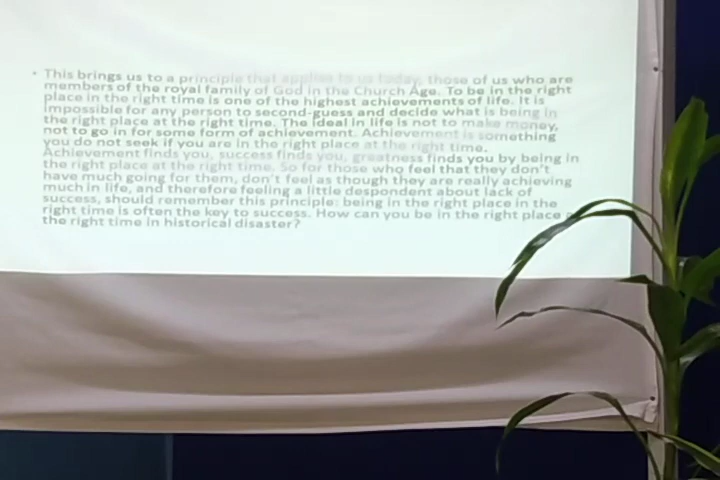 • This brings us to a principle that applies to us today, those of us who are
members of the royal family of God in the Church Age. To be in the right
place in the right time is one of the highest achievements of life. It is
impossible for any person to second-guess and decide what is being in
the right place at the right time. The ideal in life is not to make money,
not to go in for some form of achievement. Achievement is something
you do not seek if you are in the right place at the right time.
Achievement finds you, success finds you, greatness finds you by being in
the right place at the right time. So for those who feel that they don't
have much going for them, don't feel as though they are really achieving
much in life, and therefore feeling a little despondent about lack of
success, should remember this principle: being in the right place in the
right time is often the key to success. How can you be in the right place
the right time in historical disaster?